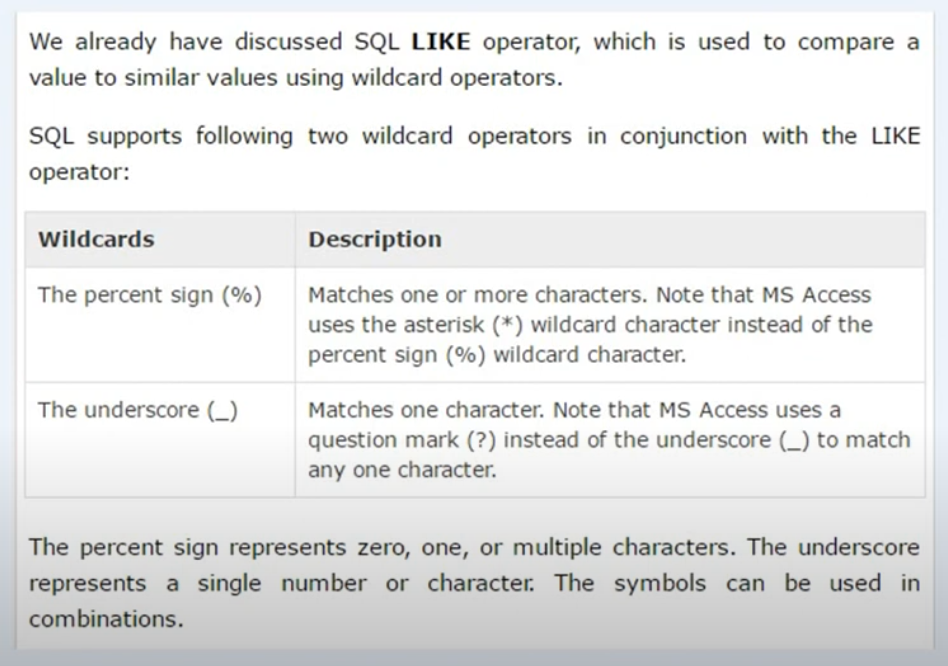 We already have discussed SQL LIKE operator, which is used to compare a
value to similar values using wildcard operators.
SQL supports following two wildcard operators in conjunction with the LIKE
operator:
Wildcards
Description
The percent sign (%)
Matches one or more characters. Note that MS Access
uses the asterisk (*) wildcard character instead of the
percent sign (%) wildcard character.
The underscore (_)
Matches one character. Note that MS Access uses a
question mark (?) instead of the underscore (_) to match
any one character.
The percent sign represents zero, one, or multiple characters. The underscore
represents a single number or character. The symbols can be used in
combinations.